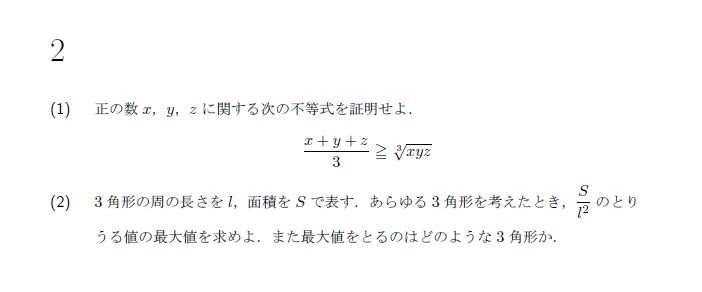 2
(1) 正の数 x，y，z に関する次の不等式を証明せよ．
$\frac{x+y+z}{3} \geqq \sqrt[3]{xyz}$
(2) 3 角形の周の長さを l，面積を S で表す．あらゆる 3 角形を考えたとき，$\frac{S}{l^2}$ のとり
うる値の最大値を求めよ．また最大値をとるのはどのような 3 角形か．